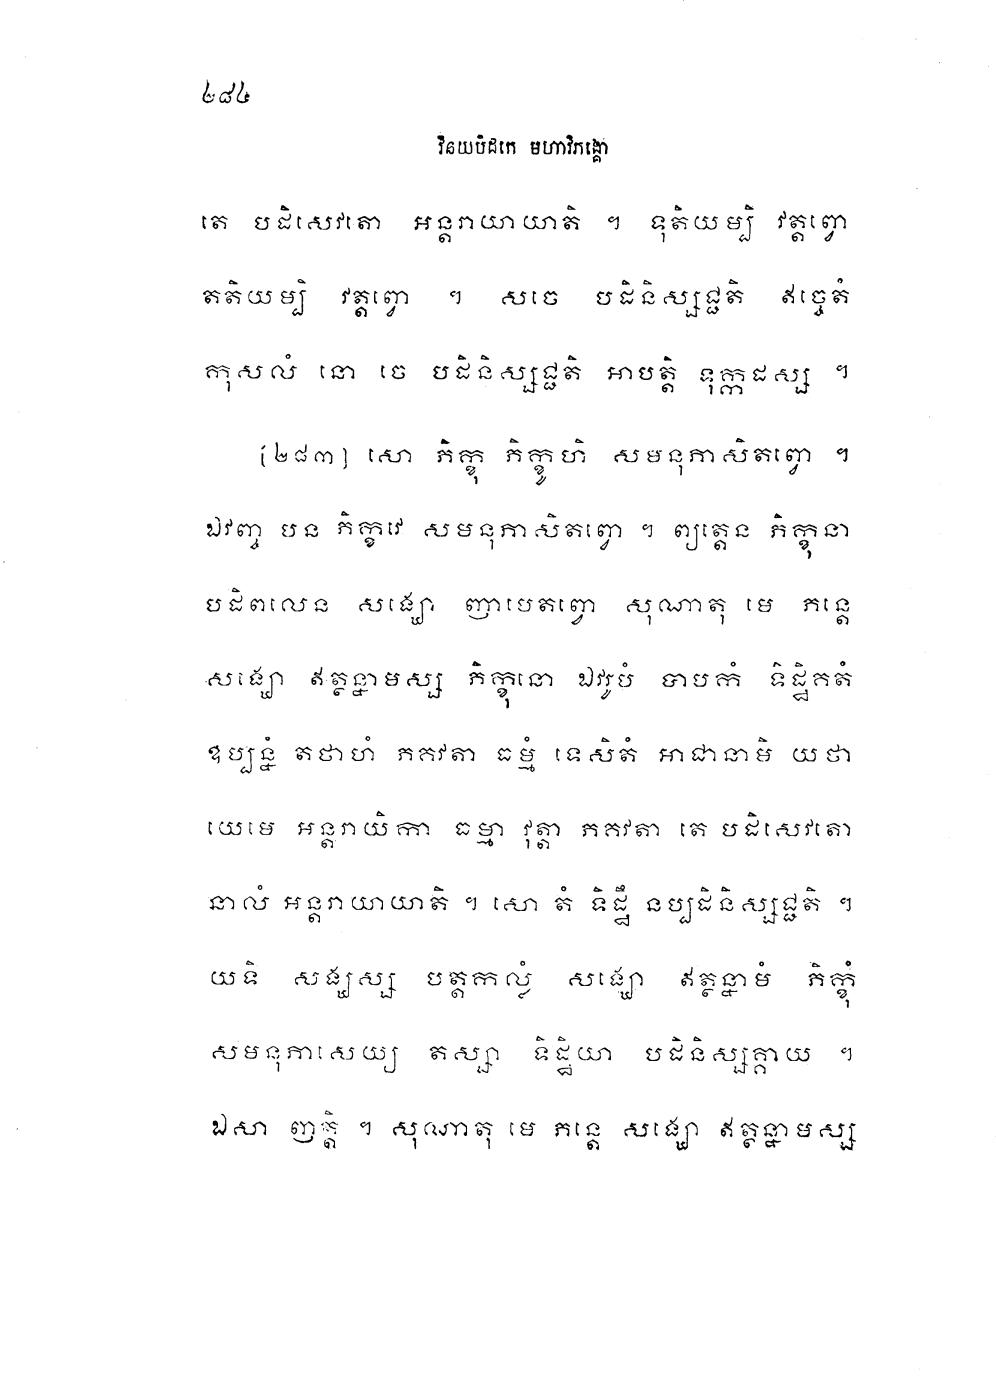 ២៨៤
វិនយបិដកេ មហាវិភង្គោ
តេ បដិសេវតោ អន្តរាយាយាតិ ។ ទុតិយម្បិ វត្តព្វោ
តតិយម្បិ វត្តព្វោ ។ សចេ បដិនិស្សជ្ជតិ ឥច្ចេតំ
កុសលំ នោ ចេ បដិនិស្សជ្ជតិ អាបត្តិ ទុក្កដស្ស ។
[២៨៣] សោ ភិក្ខុ ភិក្ខូហិ សមនុភាសិតព្វោ ។
ឯវញ្ច បន ភិក្ខវេ សមនុភាសិតព្វោ ។ ព្យត្តេន ភិក្ខុនា
បដិពលេន សង្ឃោ ញាបេតព្វោ សុណាតុ មេ ភន្តេ
សង្ឃោ ឥត្ថន្នាមស្ស ភិក្ខុនោ ឯវរូបំ បាបកំ ទិដ្ឋិគតំ
ឧប្បន្នំ តថាហំ ភគវតា ធម្មំ ទេសិតំ អាជានាមិ យថា
យេមេ អន្តរាយិកា ធម្មា វុត្តា ភគវតា តេ បដិសេវតោ
នាលំ អន្តរាយាយាតិ ។ សោ តំ ទិដ្ឋឹ នប្បដិនិស្សជ្ជតិ ។
យទិ សង្ឃស្ស បត្តកល្លំ សង្ឃោ ឥត្ថន្នាមំ ភិក្ខុំ
សមនុភាសេយ្យ តស្សា ទិដ្ឋិយា បដិនិស្សគ្គាយ ។
ឯសា ញត្តិ ។ សុណាតុ មេ ភន្តេ សង្ឃោ ឥត្ថន្នាមស្ស